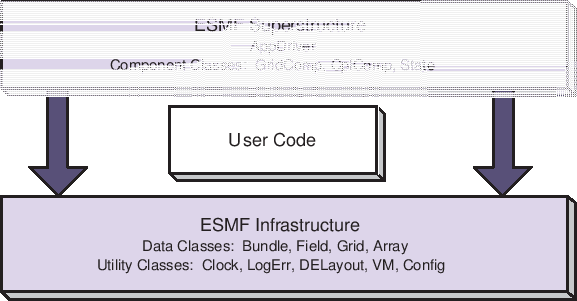 ESMF Superstructure
AppDriver
Component Classes: GridComp, CplComp, State
User Code
ESMF Infrastructure
Data Classes: Bundle, Field, Grid, Array
Utility Classes: Clock, LogErr, DELayout, VM, Config